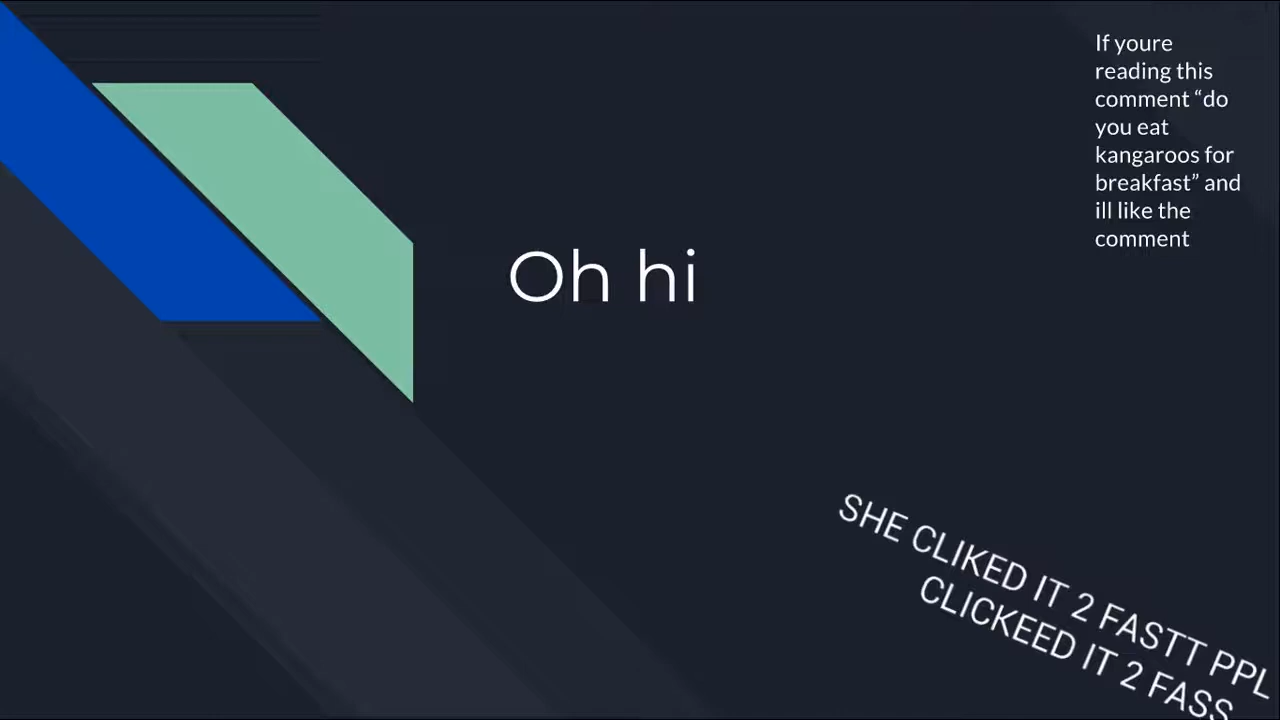 If youre
reading this
comment “do
you eat
kangaroos for
breakfast” and
ill like the
comment
Oh hi
SHE CLIKED IT 2 FASTT PPL
CLICKEED IT 2 FASS